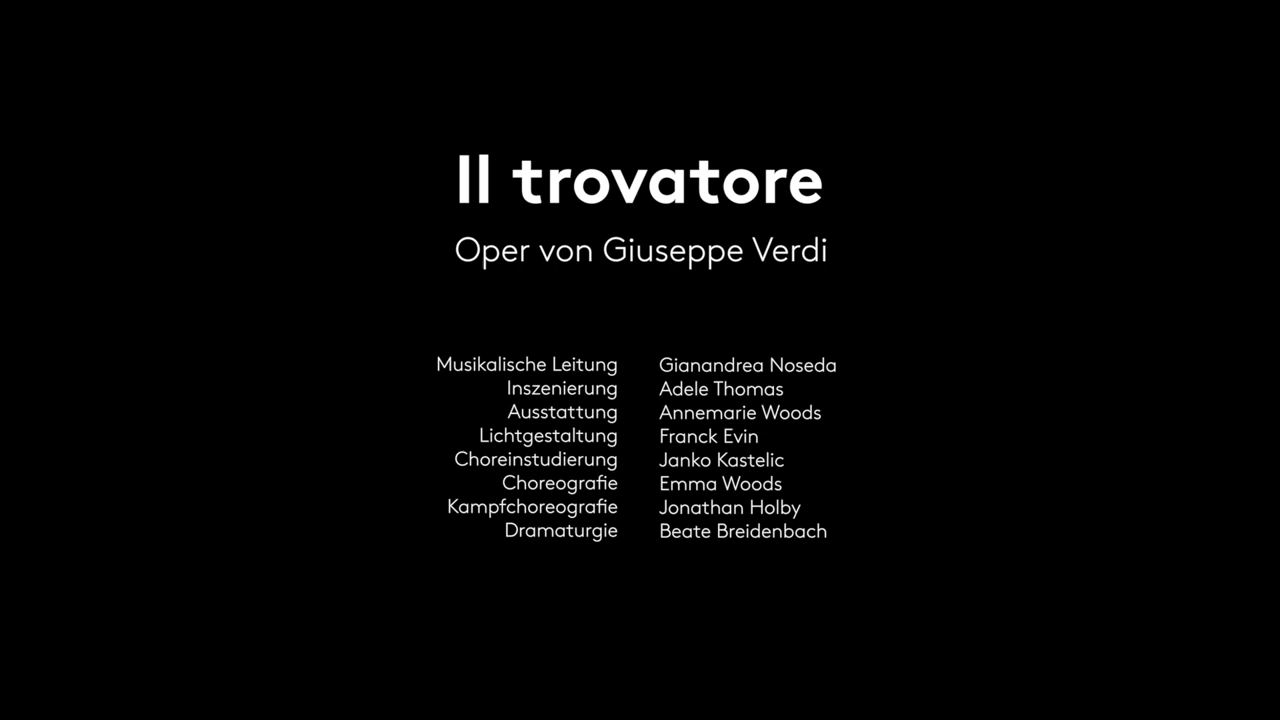 Il trovatore
Oper von Giuseppe Verdi
Musikalische Leitung Gianandrea Noseda
Inszenierung Adele Thomas
Ausstattung Annemarie Woods
Lichtgestaltung Franck Evin
Choreinstudierung Janko Kastelic
Choreografie Emma Woods
Kampfchoreografie Jonathan Holby
Dramaturgie Beate Breidenbach